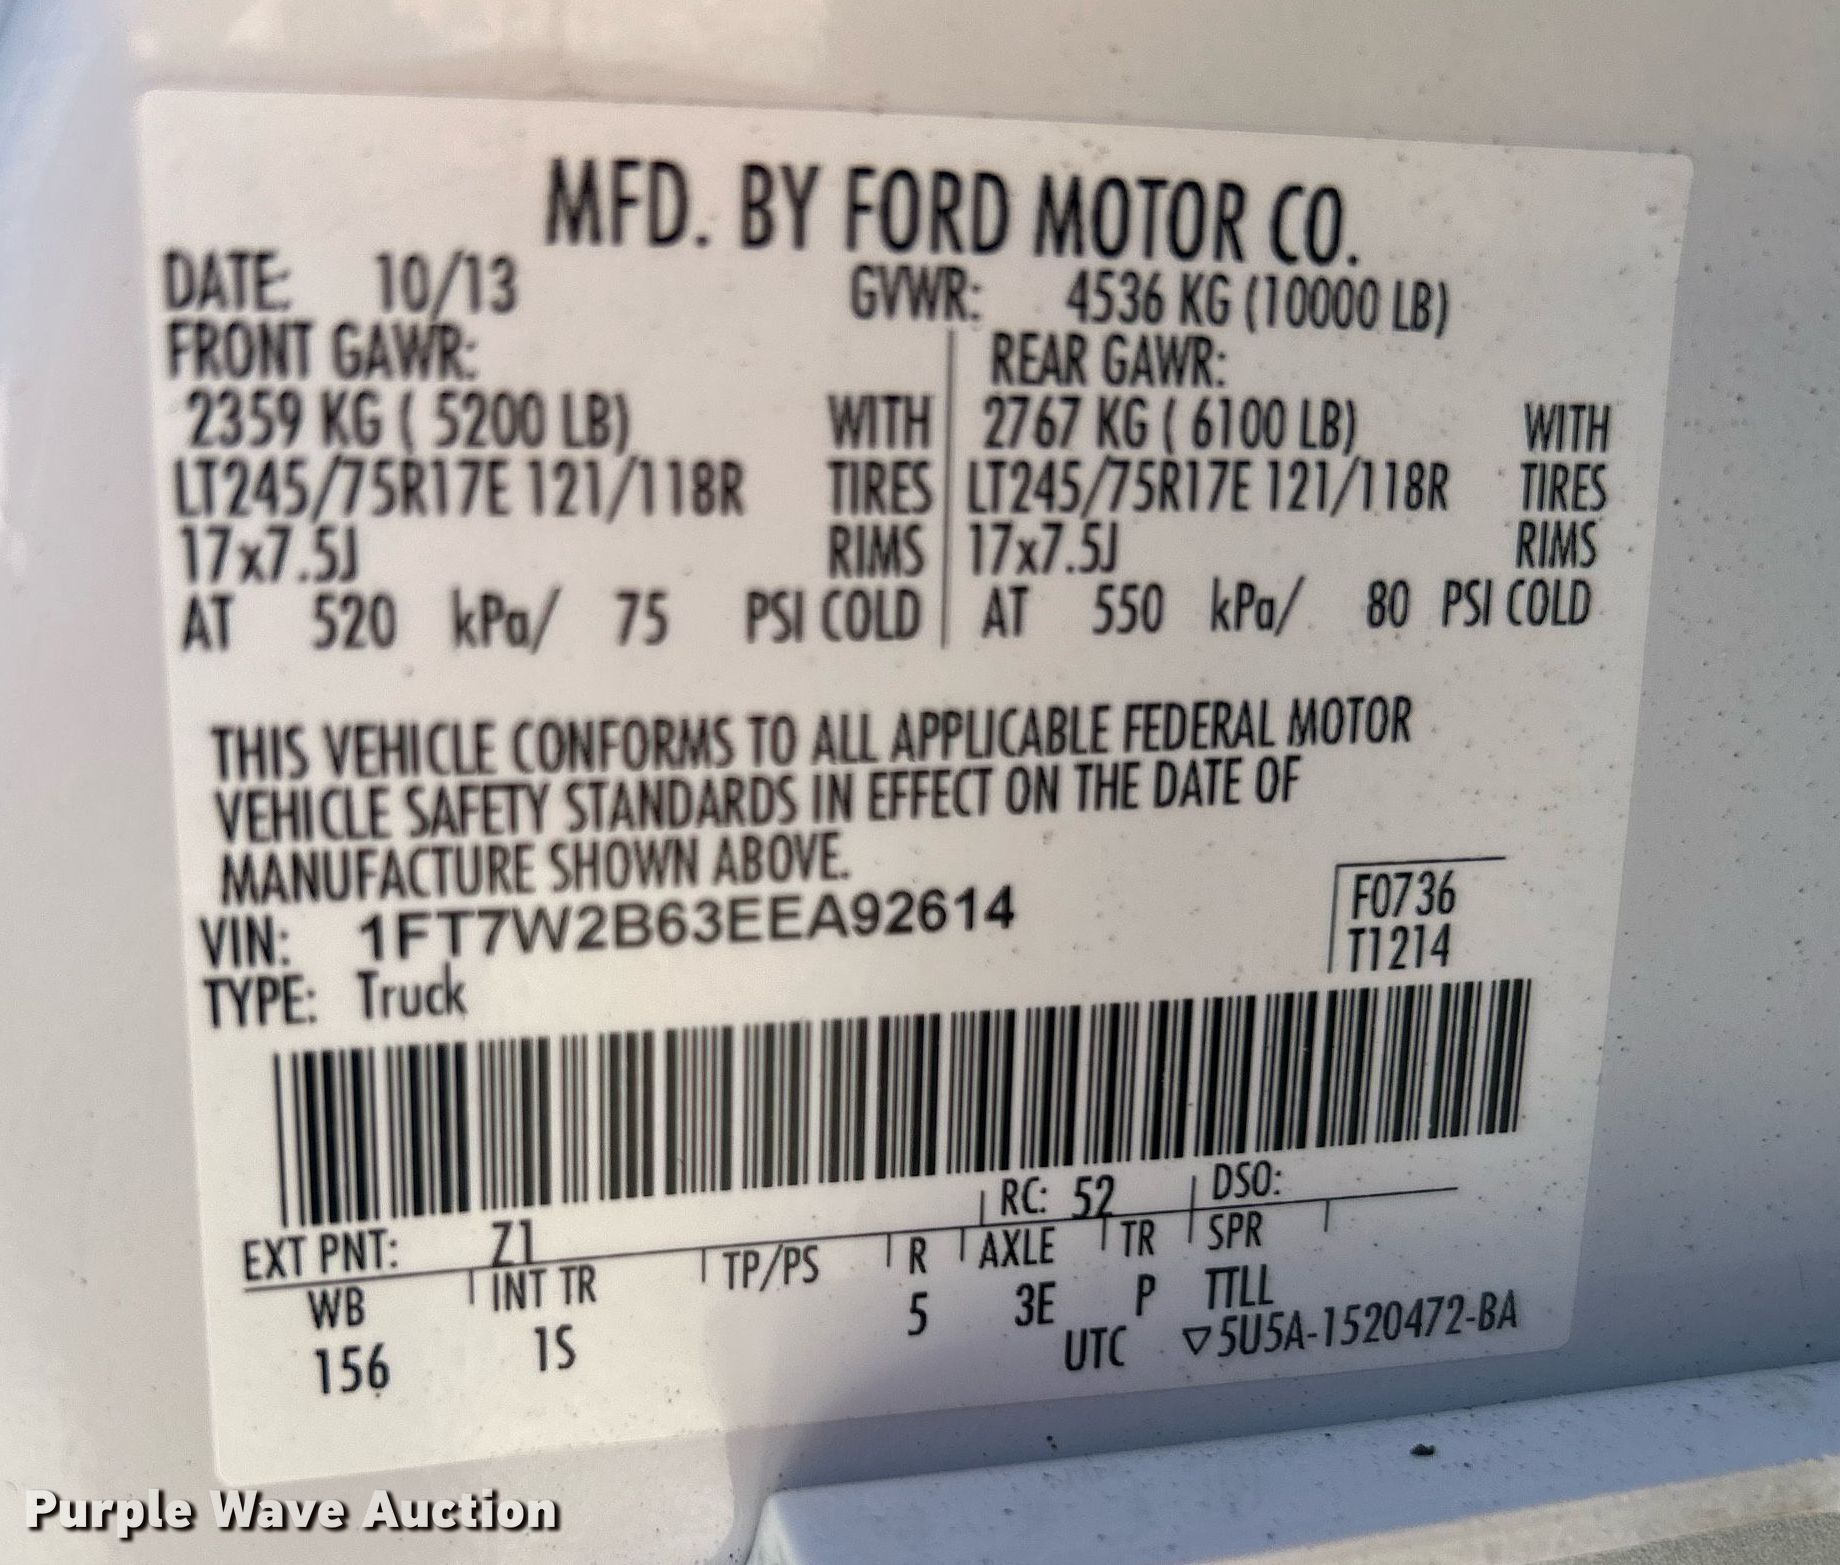 MFD. BY FORD MOTOR CO.
DATE: 10/13 GVWR: 4536 KG (10000 LB)
FRONT GAWR: REAR GAWR:
2359 KG ( 5200 LB) WITH 2767 KG ( 6100 LB) WITH
LT245/75R17E 121/118R TIRES LT245/75R17E 121/118R TIRES
17x7.5J RIMS 17x7.5J RIMS
AT 520 kPa/ 75 PSI COLD AT 550 kPa/ 80 PSI COLD
THIS VEHICLE CONFORMS TO ALL APPLICABLE FEDERAL MOTOR
VEHICLE SAFETY STANDARDS IN EFFECT ON THE DATE OF
MANUFACTURE SHOWN ABOVE.
VIN: 1FT7W2B63EEA92614 F0736
TYPE: Truck T1214
RC: 52 DSO:
EXT PNT: Z1
WB INT TR TP/PS R AXLE TR SPR
156 1S 5 3E P TTLL
UTC ▽5U5A-1520472-BA
Purple Wave Auction